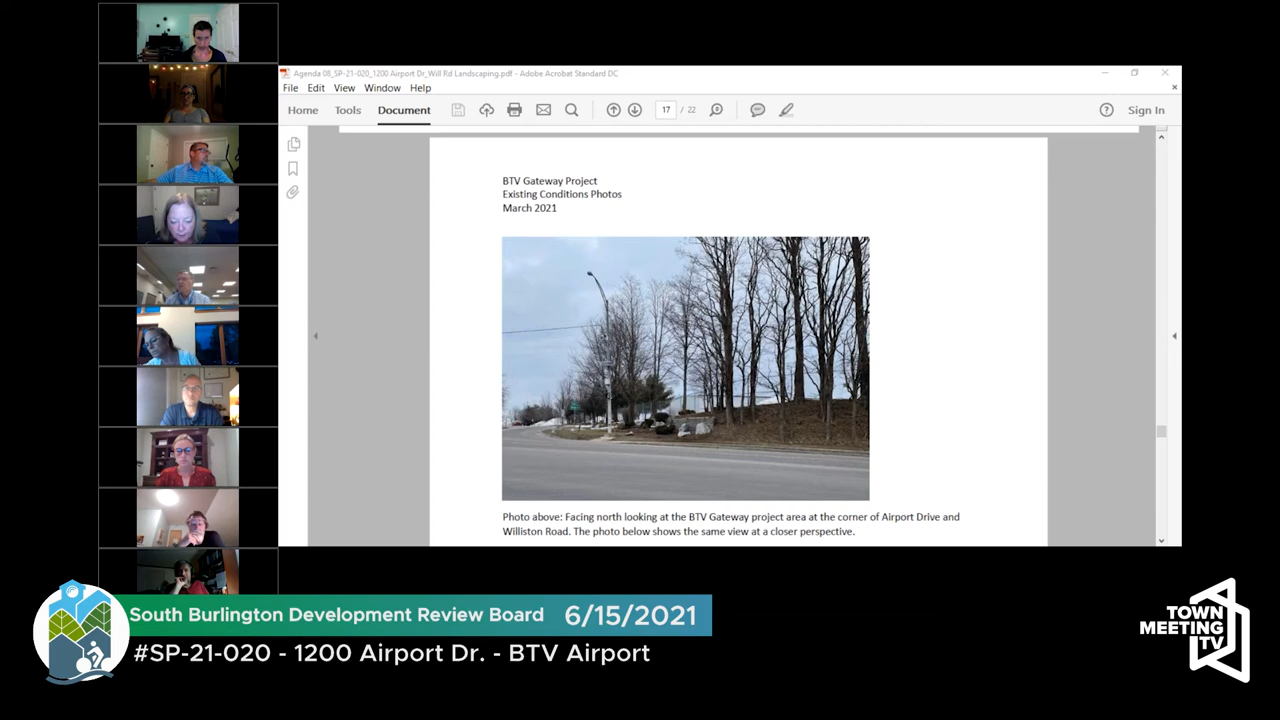 Agenda 08_SP-21-020_1200 Airport Dr_Will Rd Landscaping.pdf - Adobe Acrobat Standard DC
File Edit View Window Help
Home Tools Document 17 / 22 Sign In
BTV Gateway Project
Existing Conditions Photos
March 2021
Photo above: Facing north looking at the BTV Gateway project area at the corner of Airport Drive and
Williston Road. The photo below shows the same view at a closer perspective.
South Burlington Development Review Board 6/15/2021
#SP-21-020 - 1200 Airport Dr. - BTV Airport
TOWN
MEETING
TV